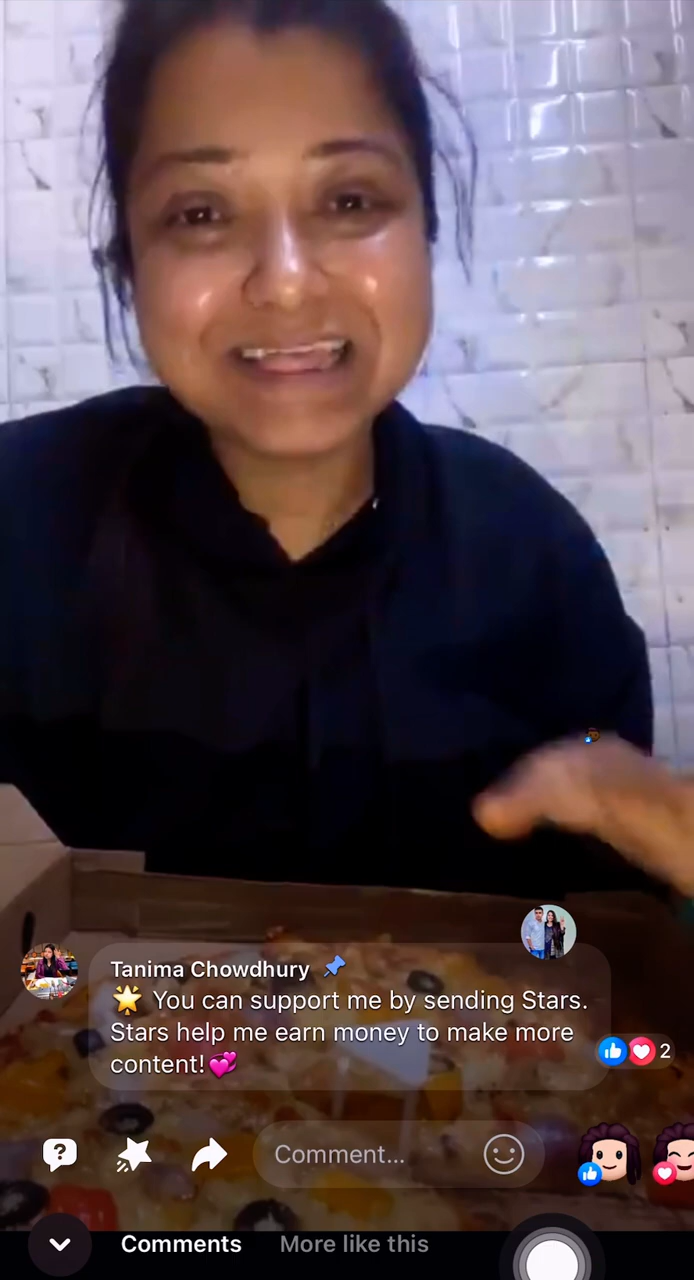 Tanima Chowdhury 📌
🌟 You can support me by sending Stars.
Stars help me earn money to make more
content!💞
2
?
Comment...
Comments More like this